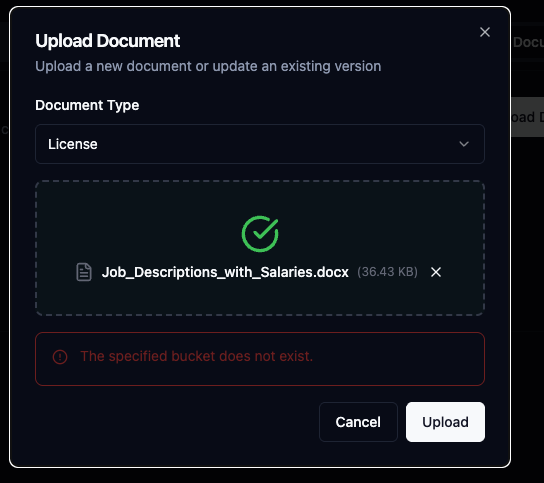 Upload Document
Upload a new document or update an existing version
Docu
Document Type
oad D
c
License
Job_Descriptions_with_Salaries.docx (36.43 KB)
The specified bucket does not exist.
Cancel
Upload